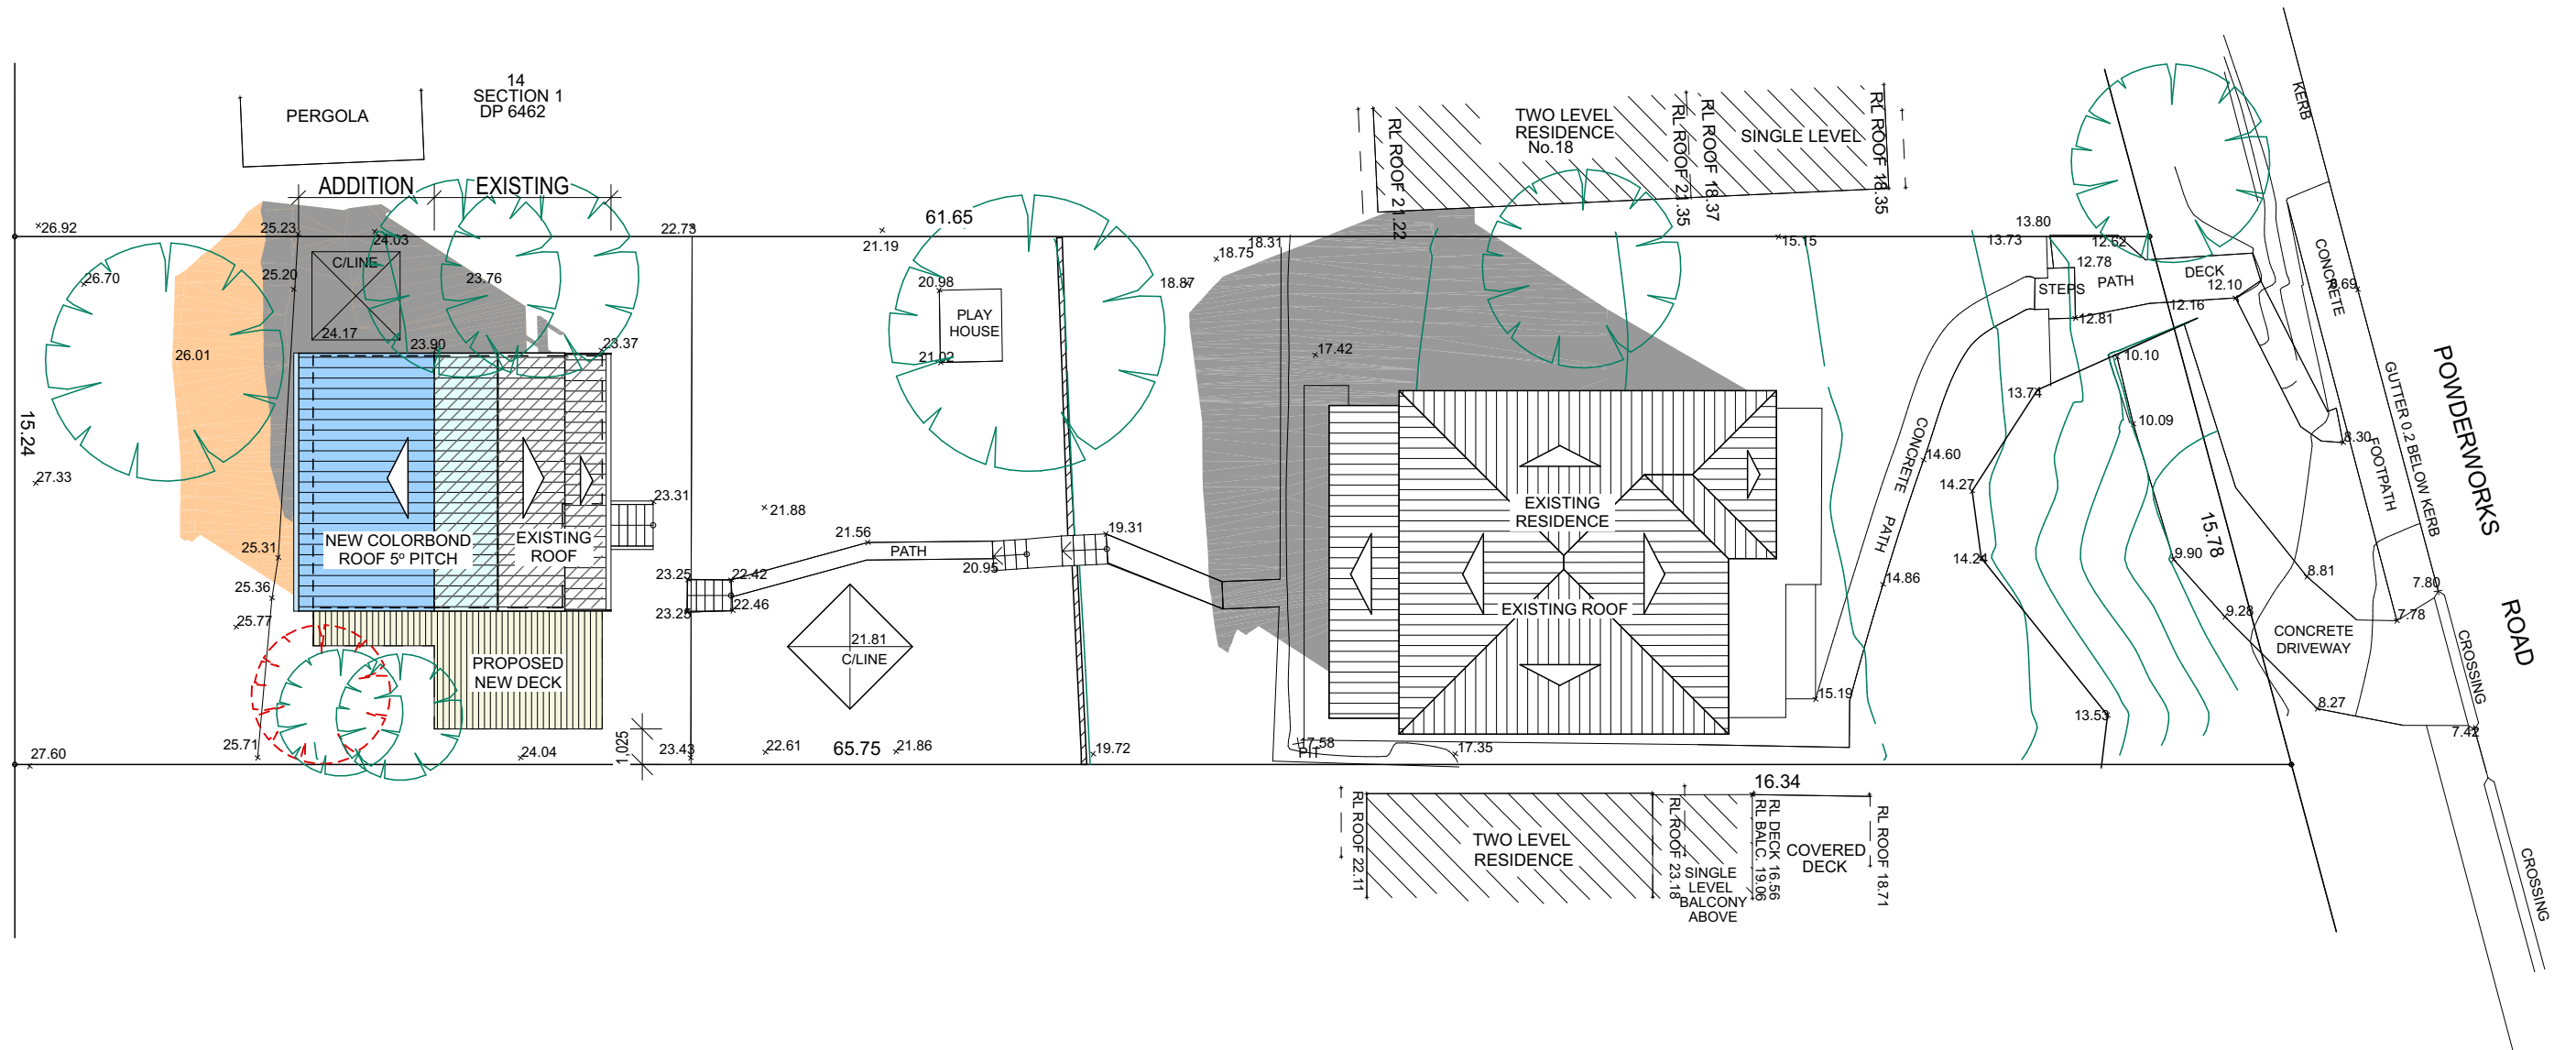 14
SECTION 1
DP 6462
PERGOLA
ADDITION
EXISTING
26.92
25.23
24.03
22.73
61.65
21.19
18.75
18.31
RL ROOF 21.22
TWO LEVEL
RESIDENCE
No.18
RL ROOF 21.35
RL ROOF 18.37
SINGLE LEVEL
RL ROOF 18.35
15.15
13.80
13.73
12.62
12.78
PATH
STEPS
DECK
12.10
12.16
12.81
KERB
CONCRETE
26.70
25.20
C/LINE
23.76
24.17
23.90
23.37
26.01
20.98
PLAY
HOUSE
21.02
18.87
17.42
10.10
13.74
10.09
8.30
FOOTPATH
GUTTER 0.2 BELOW KERB
POWDERWORKS
ROAD
15.24
27.33
23.31
21.88
21.56
PATH
20.95
19.31
NEW COLORBOND
ROOF 5º PITCH
EXISTING
ROOF
25.31
25.36
25.77
23.25
22.42
22.46
EXISTING
RESIDENCE
EXISTING ROOF
CONCRETE
PATH
14.60
14.27
14.24
14.86
15.78
9.90
8.81
9.28
7.80
7.78
CONCRETE
DRIVEWAY
CROSSING
21.81
C/LINE
PROPOSED
NEW DECK
15.19
13.53
8.27
7.42
27.60
25.71
24.04
1,025
23.43
22.61
65.75
21.86
19.72
17.58
PIT
17.35
16.34
RL ROOF 22.11
TWO LEVEL
RESIDENCE
RL ROOF 23.18
SINGLE
LEVEL
BALCONY
ABOVE
RL DECK 16.56
RL BALC. 19.06
COVERED
DECK
RL ROOF 18.71
CROSSING